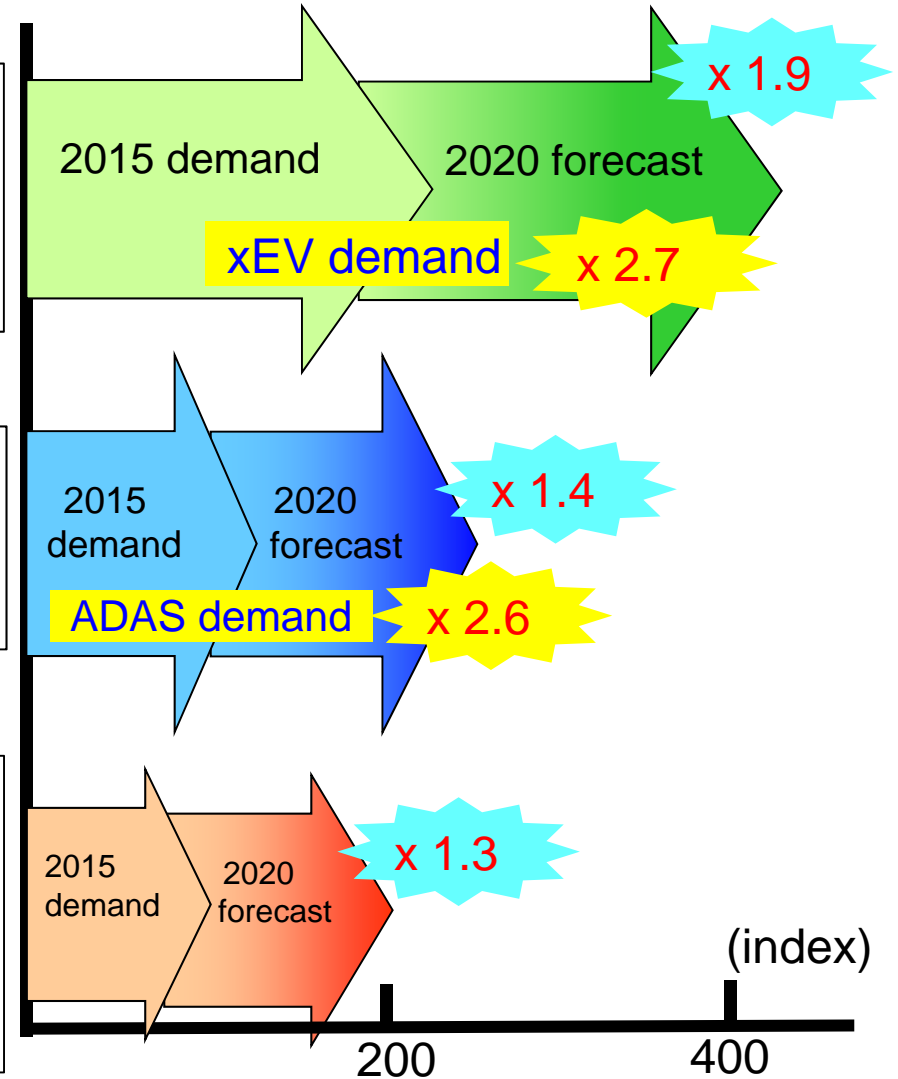 x 1.9
2015 demand
2020 forecast
xEV demand
x 2.7
2015
demand
2020
forecast
x 1.4
ADAS demand
x 2.6
2015
demand
2020
forecast
x 1.3
(index)
200
400